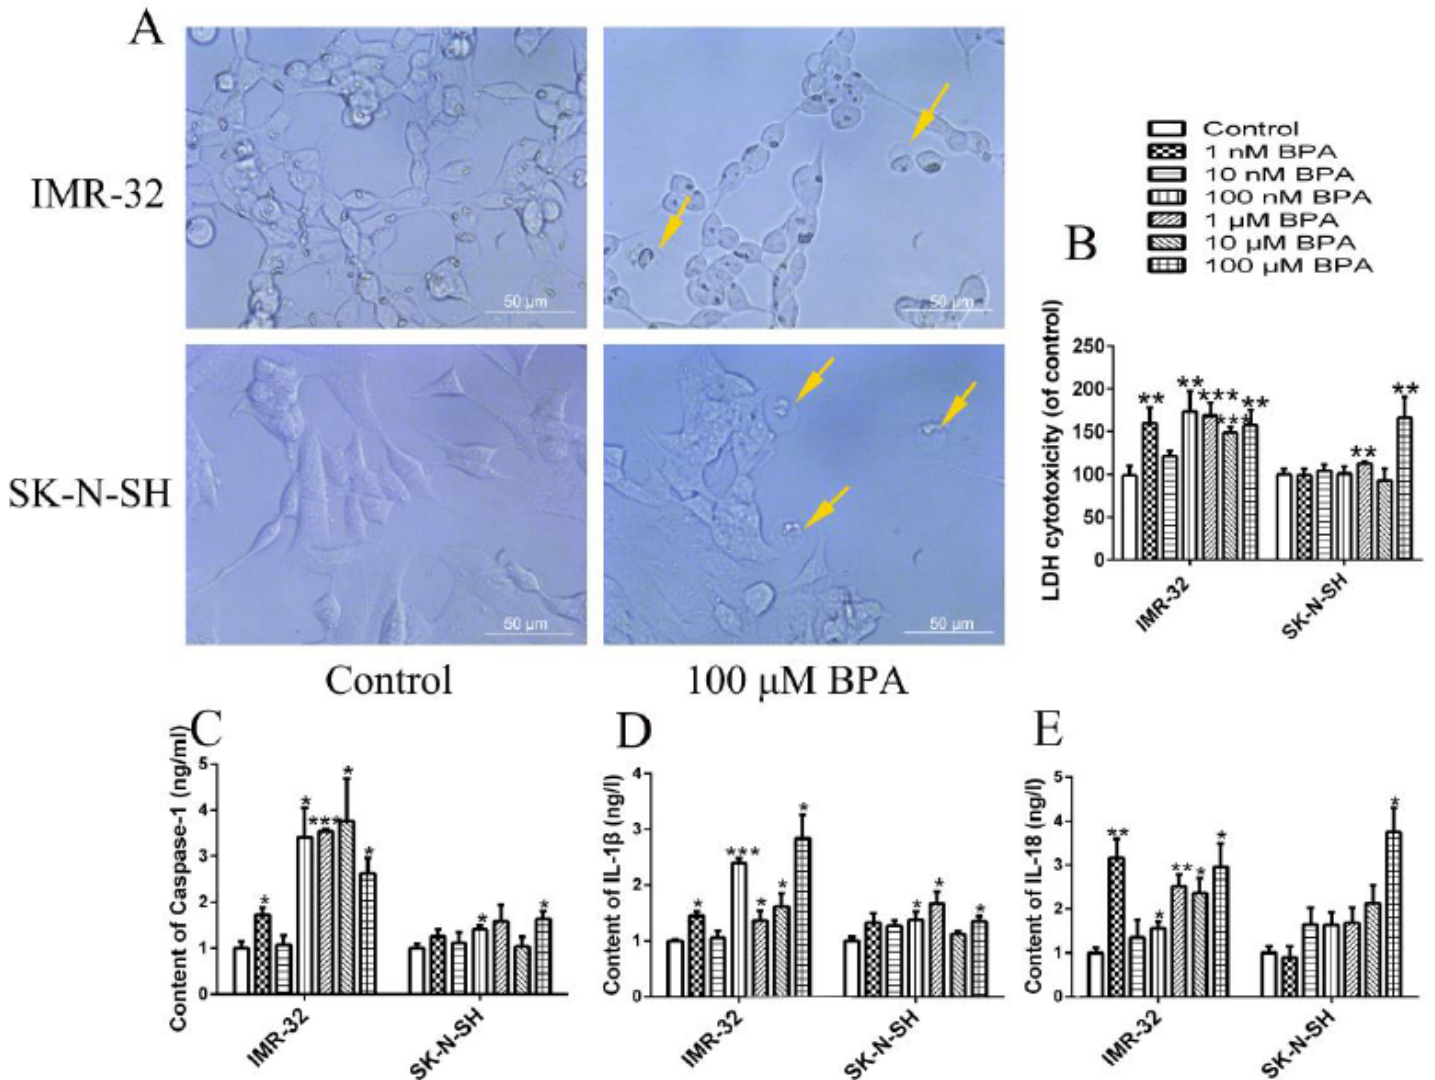 A
IMR-32
50 µm
50 µm
SK-N-SH
50 µm
50 µm
Control
100 µM BPA
Control
1 nM BPA
10 nM BPA
100 nM BPA
1 µM BPA
10 µM BPA
100 µM BPA
B
LDH cytotoxicity (of control)
250
200
150
100
50
0
**
**
***
***
**
**
**
IMR-32
SK-N-SH
C
Content of Caspase-1 (ng/ml)
5
4
3
2
1
0
*
*
***
*
*
*
*
IMR-32
SK-N-SH
D
Content of IL-1β (ng/l)
4
3
2
1
0
*
***
*
*
*
*
*
*
IMR-32
SK-N-SH
E
Content of IL-18 (ng/l)
5
4
3
2
1
0
**
*
**
*
*
*
IMR-32
SK-N-SH